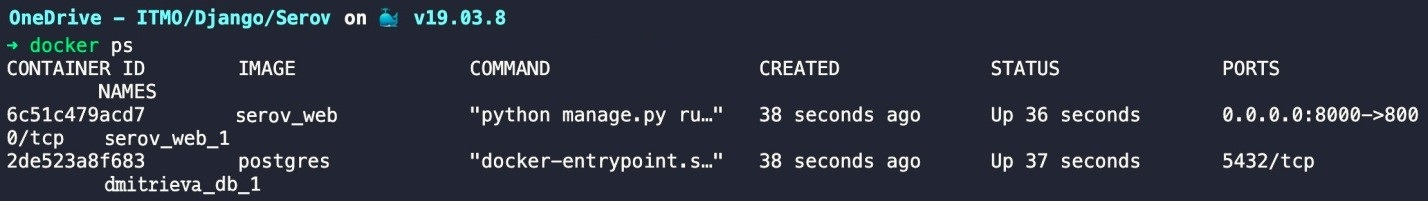 OneDrive - ITMO/Django/Serov on 🐳 v19.03.8
→ docker ps
CONTAINER ID        IMAGE               COMMAND                  CREATED             STATUS              PORTS
        NAMES
6c51c479acd7        serov_web           "python manage.py ru…"   38 seconds ago      Up 36 seconds       0.0.0.0:8000->800
0/tcp   serov_web_1
2de523a8f683        postgres            "docker-entrypoint.s…"   38 seconds ago      Up 37 seconds       5432/tcp
        dmitrieva_db_1